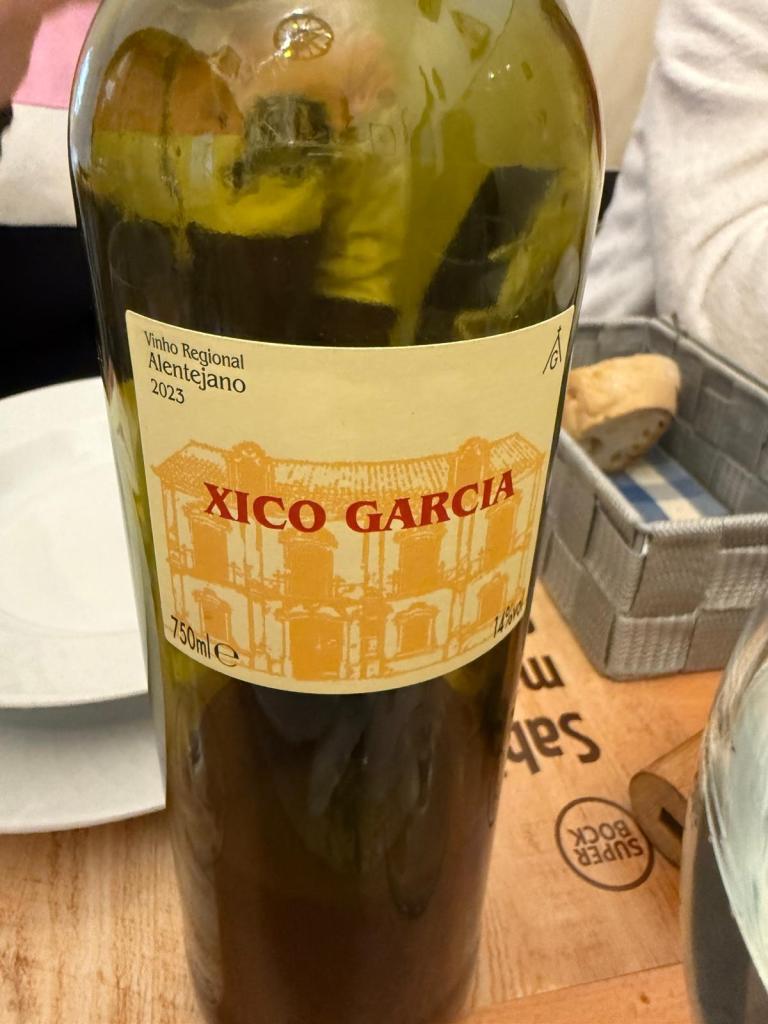 Vinho Regional
Alentejano
2023
XICO GARCIA
750ml e
14%vol
SUPER
BOCK